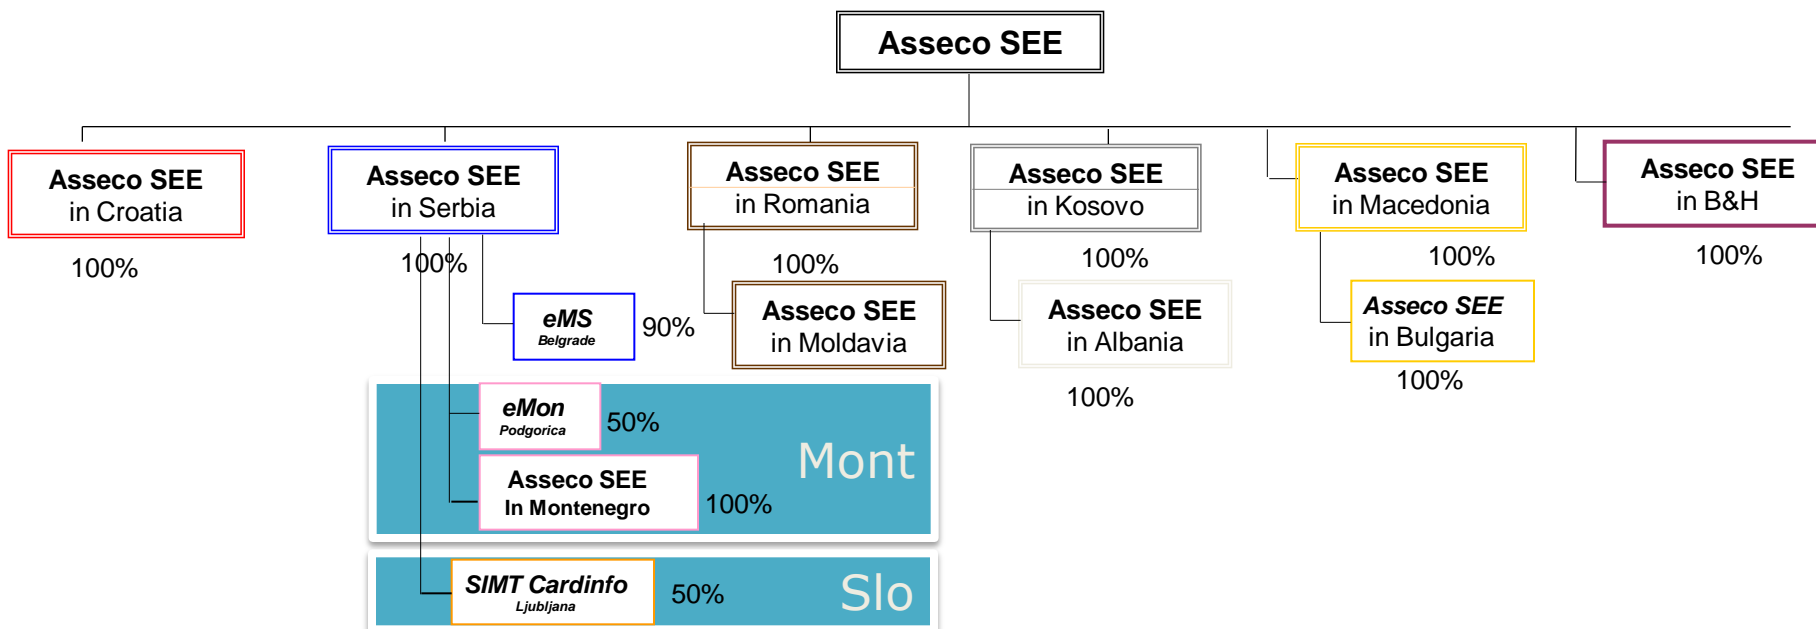 Asseco SEE
Asseco SEE
in Croatia
100%
Asseco SEE
in Serbia
100%
Asseco SEE
in Romania
100%
Asseco SEE
in Kosovo
100%
Asseco SEE
in Macedonia
100%
Asseco SEE
in B&H
100%
eMS
Belgrade
90%
Asseco SEE
in Moldavia
Asseco SEE
in Albania
100%
Asseco SEE
in Bulgaria
100%
eMon
Podgorica
50%
Mont
Asseco SEE
In Montenegro
100%
SIMT Cardinfo
Ljubljana
50%
Slo